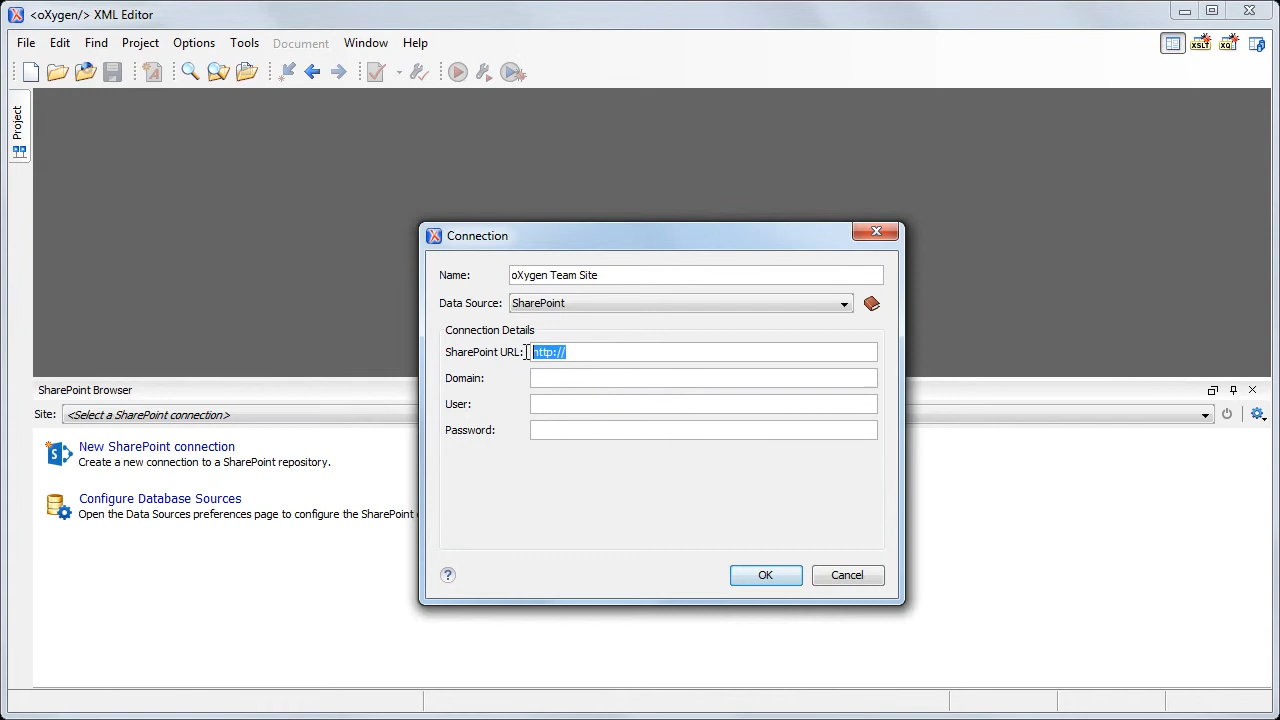 <oXygen/> XML Editor
File Edit Find Project Options Tools Document Window Help
XSLT XQ
Project
Connection
Name: oXygen Team Site
Data Source: SharePoint
Connection Details
SharePoint URL: http://
Domain:
User:
Password:
OK Cancel
SharePoint Browser
Site: <Select a SharePoint connection>
New SharePoint connection
Create a new connection to a SharePoint repository.
Configure Database Sources
Open the Data Sources preferences page to configure the SharePoint